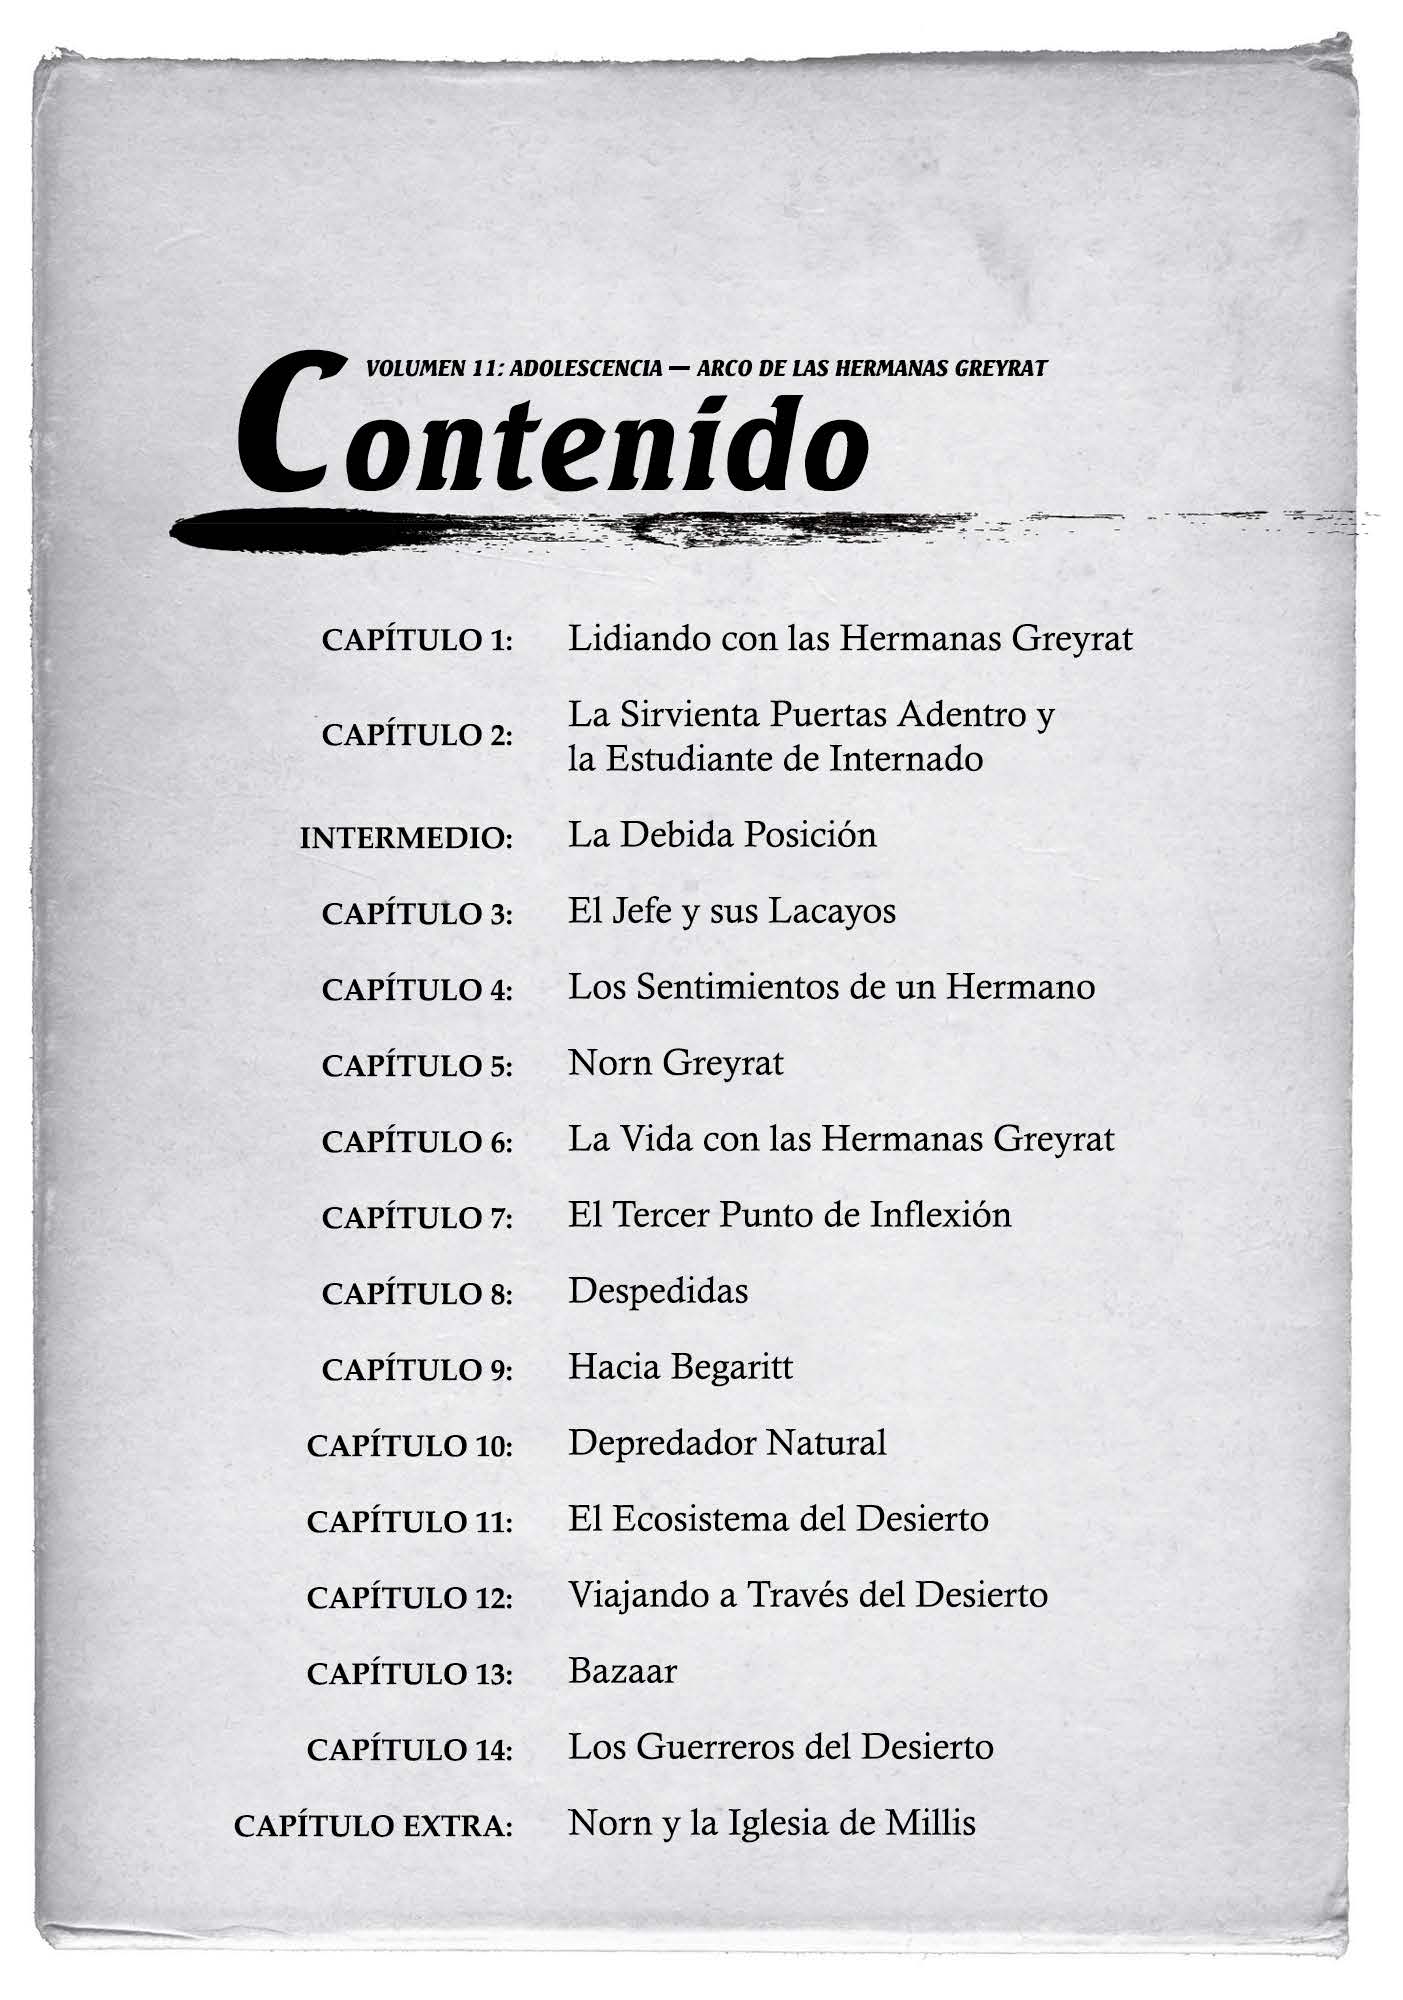 VOLUMEN 11: ADOLESCENCIA — ARCO DE LAS HERMANAS GREYRAT
Contenido
CAPÍTULO 1: Lidiando con las Hermanas Greyrat
CAPÍTULO 2: La Sirvienta Puertas Adentro y
la Estudiante de Internado
INTERMEDIO: La Debida Posición
CAPÍTULO 3: El Jefe y sus Lacayos
CAPÍTULO 4: Los Sentimientos de un Hermano
CAPÍTULO 5: Norn Greyrat
CAPÍTULO 6: La Vida con las Hermanas Greyrat
CAPÍTULO 7: El Tercer Punto de Inflexión
CAPÍTULO 8: Despedidas
CAPÍTULO 9: Hacia Begaritt
CAPÍTULO 10: Depredador Natural
CAPÍTULO 11: El Ecosistema del Desierto
CAPÍTULO 12: Viajando a Través del Desierto
CAPÍTULO 13: Bazaar
CAPÍTULO 14: Los Guerreros del Desierto
CAPÍTULO EXTRA: Norn y la Iglesia de Millis